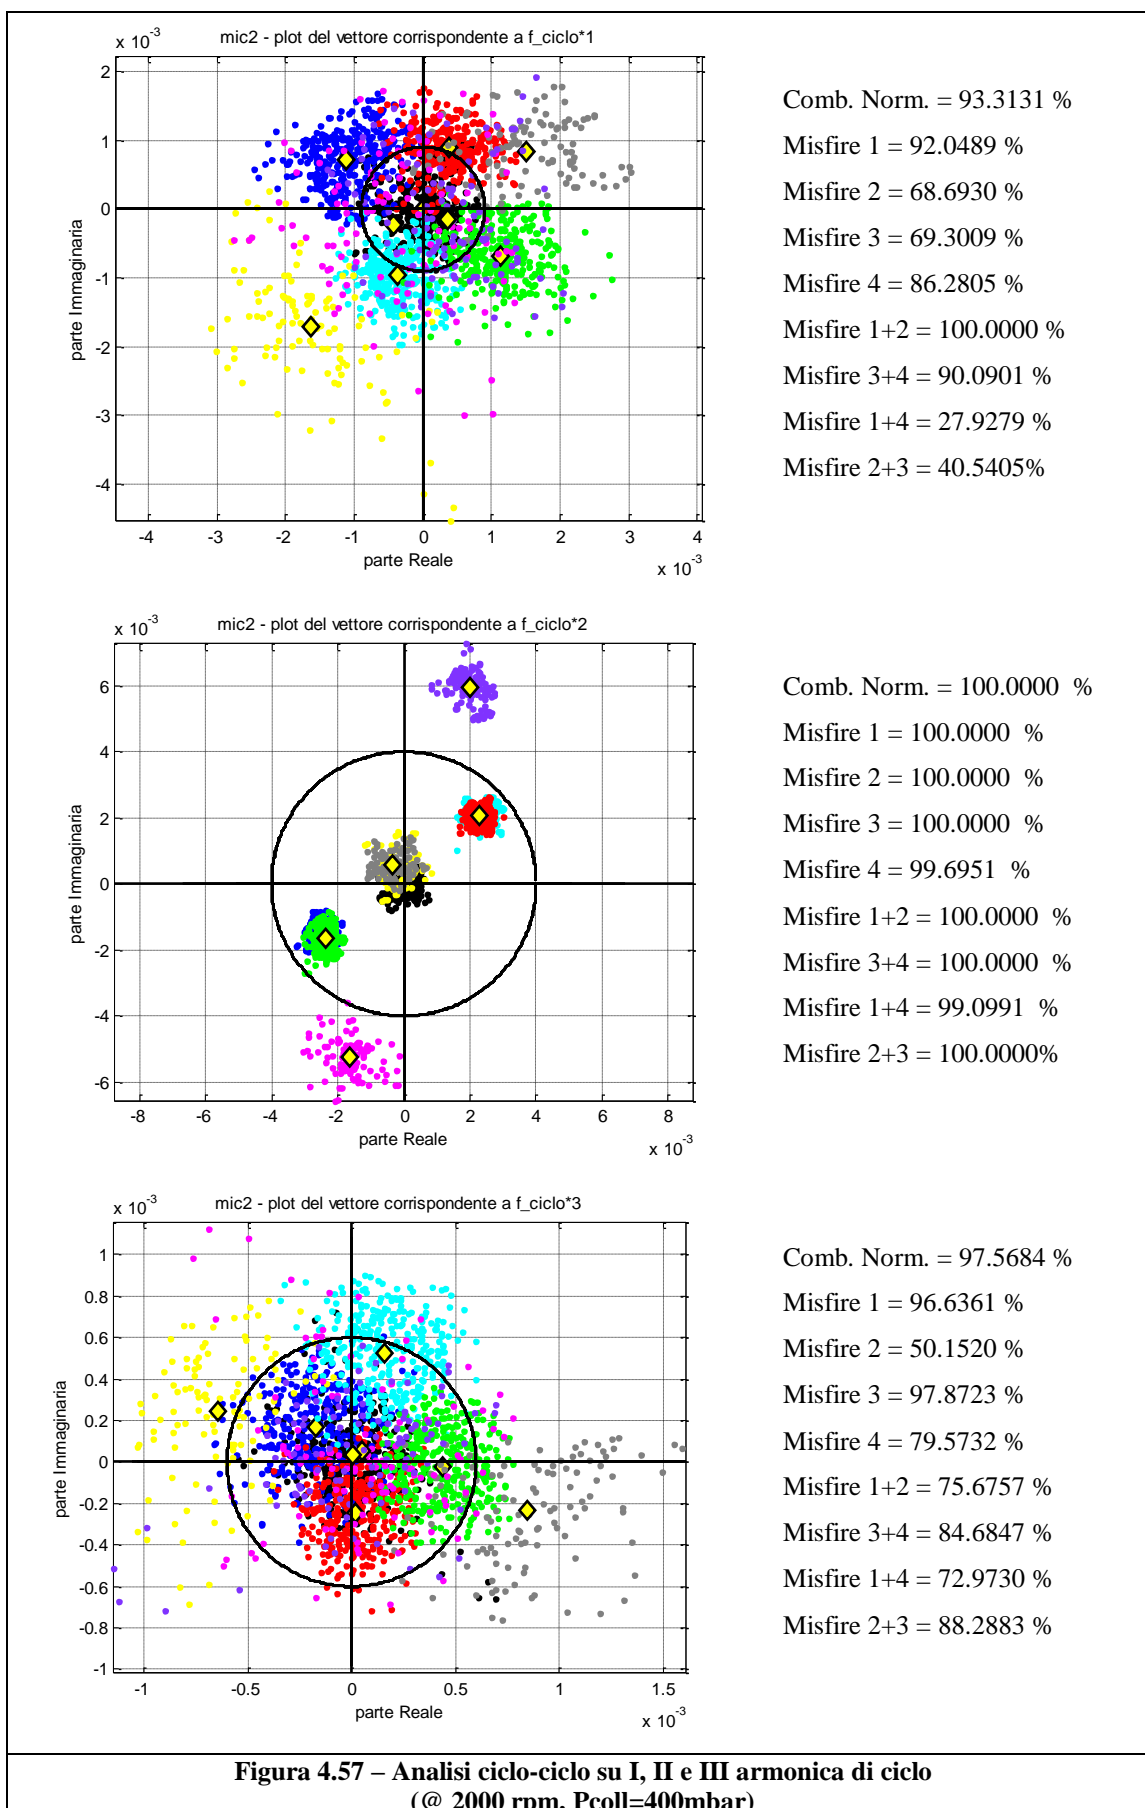 x 10-3
mic2 - plot del vettore corrispondente a f_ciclo*1
2
1
0
-1
-2
-3
-4
parte Immaginaria
-4 -3 -2 -1 0 1 2 3 4
parte Reale
x 10-3
Comb. Norm. = 93.3131 %
Misfire 1 = 92.0489 %
Misfire 2 = 68.6930 %
Misfire 3 = 69.3009 %
Misfire 4 = 86.2805 %
Misfire 1+2 = 100.0000 %
Misfire 3+4 = 90.0901 %
Misfire 1+4 = 27.9279 %
Misfire 2+3 = 40.5405%
x 10-3
mic2 - plot del vettore corrispondente a f_ciclo*2
6
4
2
0
-2
-4
-6
parte Immaginaria
-8 -6 -4 -2 0 2 4 6 8
parte Reale
x 10-3
Comb. Norm. = 100.0000 %
Misfire 1 = 100.0000 %
Misfire 2 = 100.0000 %
Misfire 3 = 100.0000 %
Misfire 4 = 99.6951 %
Misfire 1+2 = 100.0000 %
Misfire 3+4 = 100.0000 %
Misfire 1+4 = 99.0991 %
Misfire 2+3 = 100.0000%
x 10-3
mic2 - plot del vettore corrispondente a f_ciclo*3
1
0.8
0.6
0.4
0.2
0
-0.2
-0.4
-0.6
-0.8
-1
parte Immaginaria
-1 -0.5 0 0.5 1 1.5
parte Reale
x 10-3
Comb. Norm. = 97.5684 %
Misfire 1 = 96.6361 %
Misfire 2 = 50.1520 %
Misfire 3 = 97.8723 %
Misfire 4 = 79.5732 %
Misfire 1+2 = 75.6757 %
Misfire 3+4 = 84.6847 %
Misfire 1+4 = 72.9730 %
Misfire 2+3 = 88.2883 %
Figura 4.57 – Analisi ciclo-ciclo su I, II e III armonica di ciclo
(@ 2000 rpm, Pcoll=400mbar)